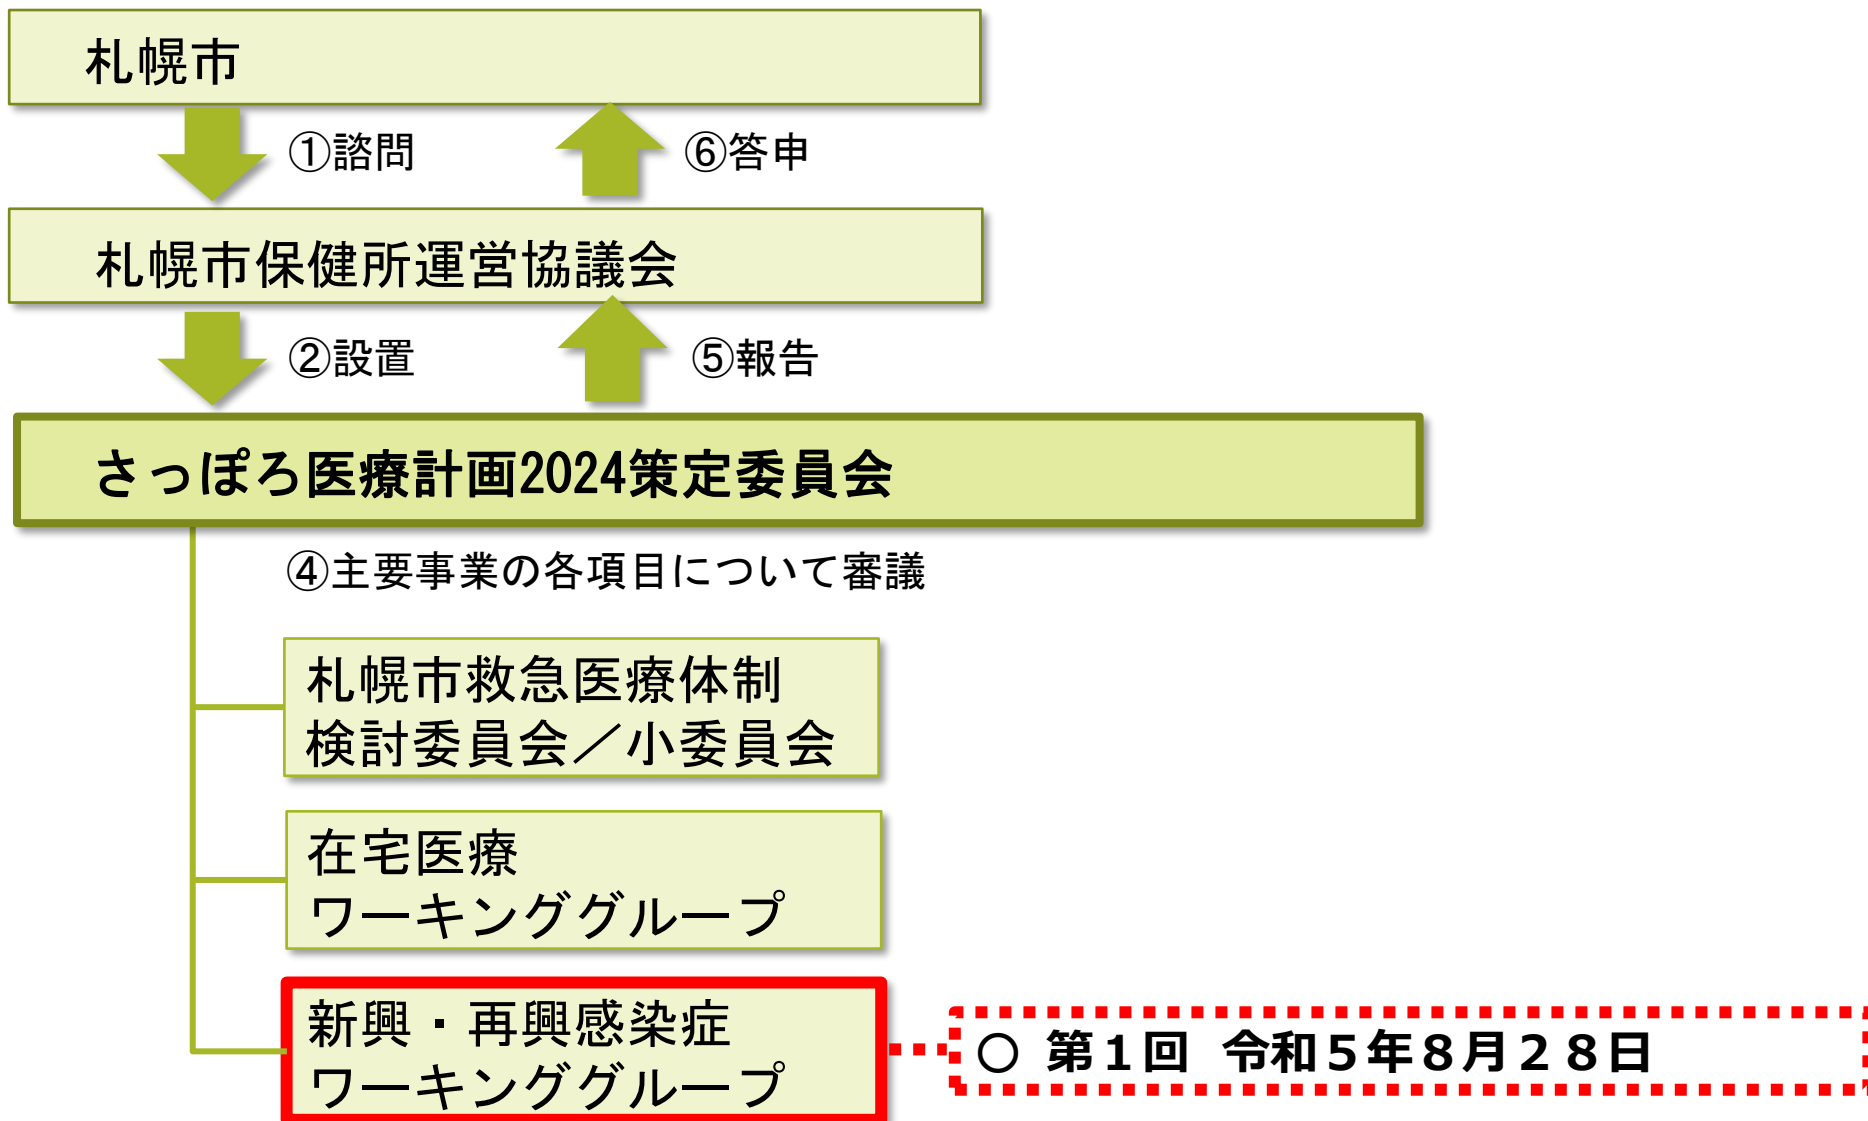 札幌市
①諮問
⑥答申
札幌市保健所運営協議会
②設置
⑤報告
さっぽろ医療計画2024策定委員会
④主要事業の各項目について審議
札幌市救急医療体制
検討委員会／小委員会
在宅医療
ワーキンググループ
新興・再興感染症
ワーキンググループ
○ 第１回 令和５年８月２８日